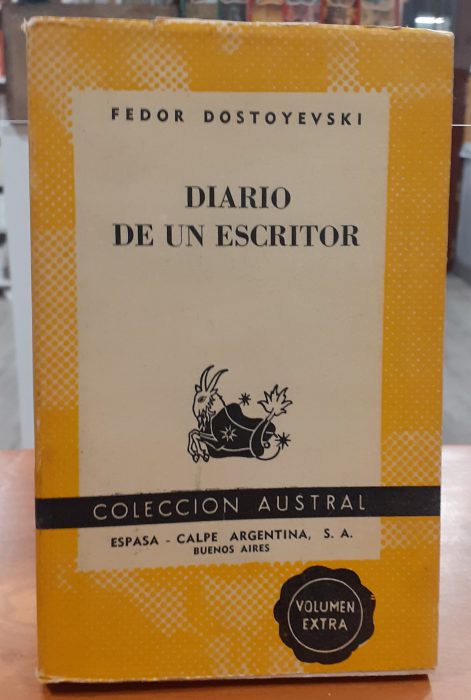 FEDOR DOSTOYEVSKI
DIARIO
DE UN ESCRITOR
COLECCION AUSTRAL
ESPASA - CALPE ARGENTINA, S. A.
BUENOS AIRES
VOLUMEN
EXTRA